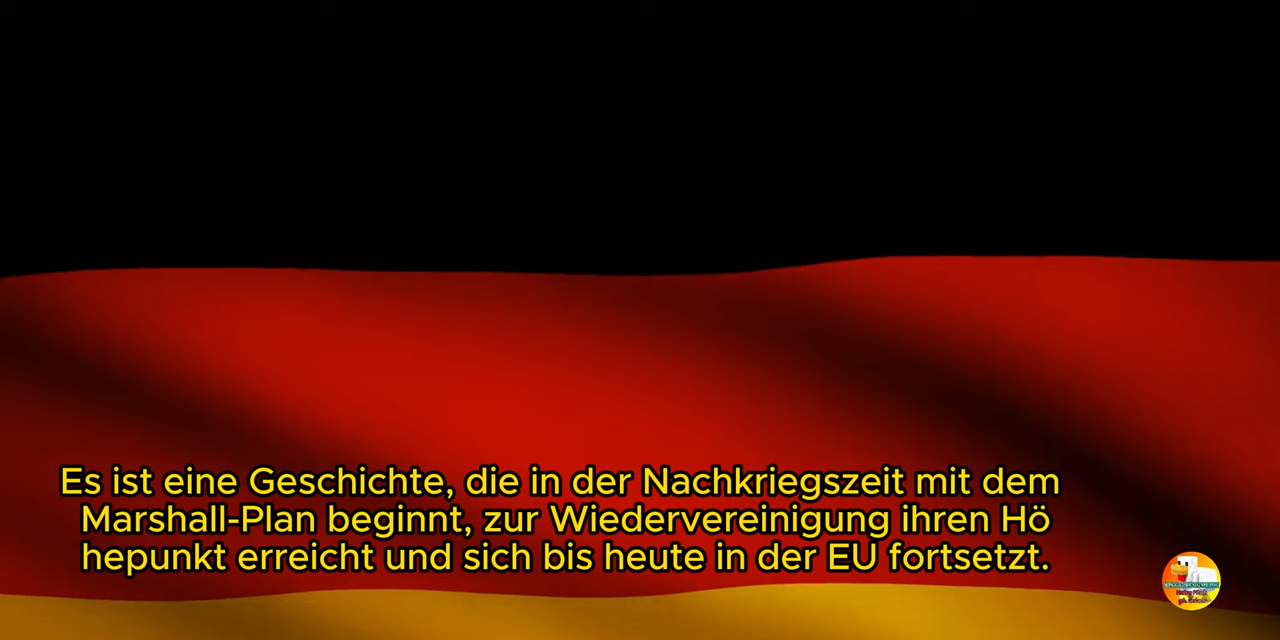 Es ist eine Geschichte, die in der Nachkriegszeit mit dem
Marshall-Plan beginnt, zur Wiedervereinigung ihren Hö
hepunkt erreicht und sich bis heute in der EU fortsetzt.